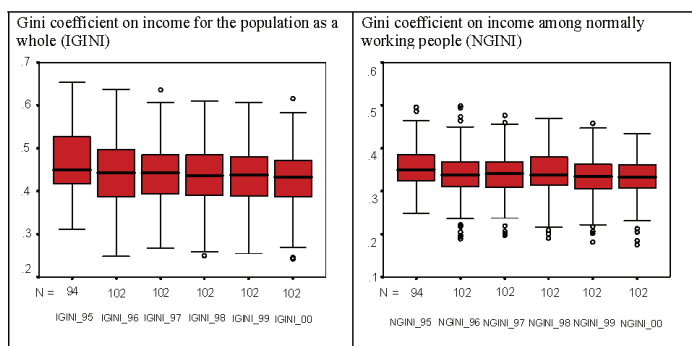 Gini coefficient on income for the population as a
whole (IGINI)
.7
.6
.5
.4
.3
.2
N = 94 102 102 102 102 102
IGINI_95 IGINI_96 IGINI_97 IGINI_98 IGINI_99 IGINI_00
Gini coefficient on income among normally
working people (NGINI)
.6
.5
.4
.3
.2
.1
N = 94 102 102 102 102 102
NGINI_95 NGINI_96 NGINI_97 NGINI_98 NGINI_99 NGINI_00